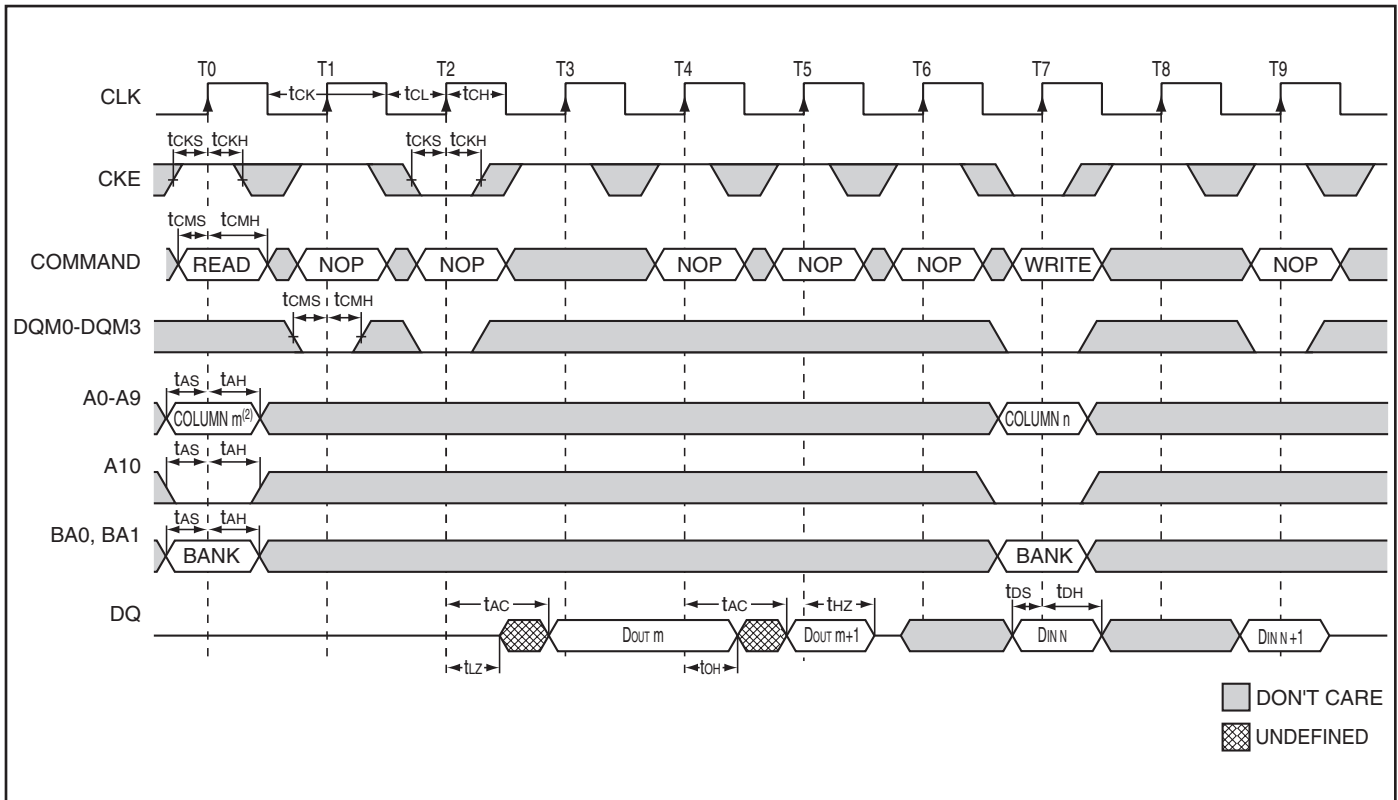 T0 T1 T2 T3 T4 T5 T6 T7 T8 T9
CLK
tCK tCL tCH
tCKS tCKH tCKS tCKH
CKE
tCMS tCMH
COMMAND READ NOP NOP NOP NOP NOP WRITE NOP
tCMS tCMH
DQM0-DQM3
tAS tAH
A0-A9 COLUMN m(2) COLUMN n
tAS tAH
A10
tAS tAH
BA0, BA1 BANK BANK
tAC tAC tHZ tDS tDH
DQ DOUT m DOUT m+1 DIN N DIN N+1
tLZ tOH
DON'T CARE
UNDEFINED